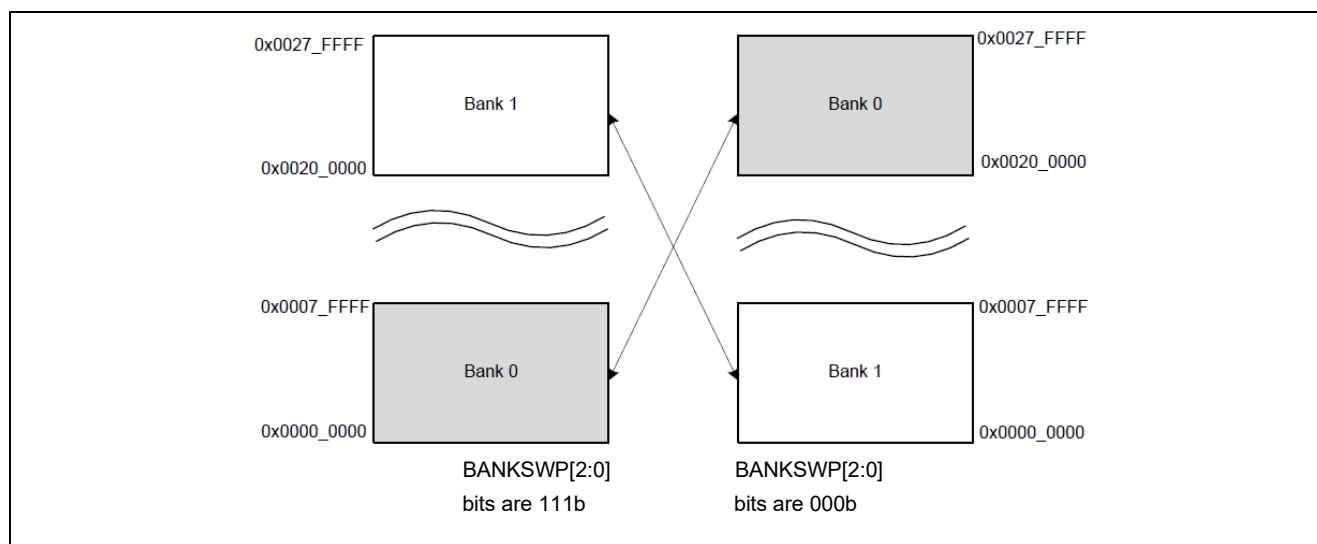 0x0027_FFFF
Bank 1
0x0020_0000
0x0007_FFFF
Bank 0
0x0000_0000
BANKSWP[2:0]
bits are 111b
0x0027_FFFF
Bank 0
0x0020_0000
0x0007_FFFF
Bank 1
0x0000_0000
BANKSWP[2:0]
bits are 000b